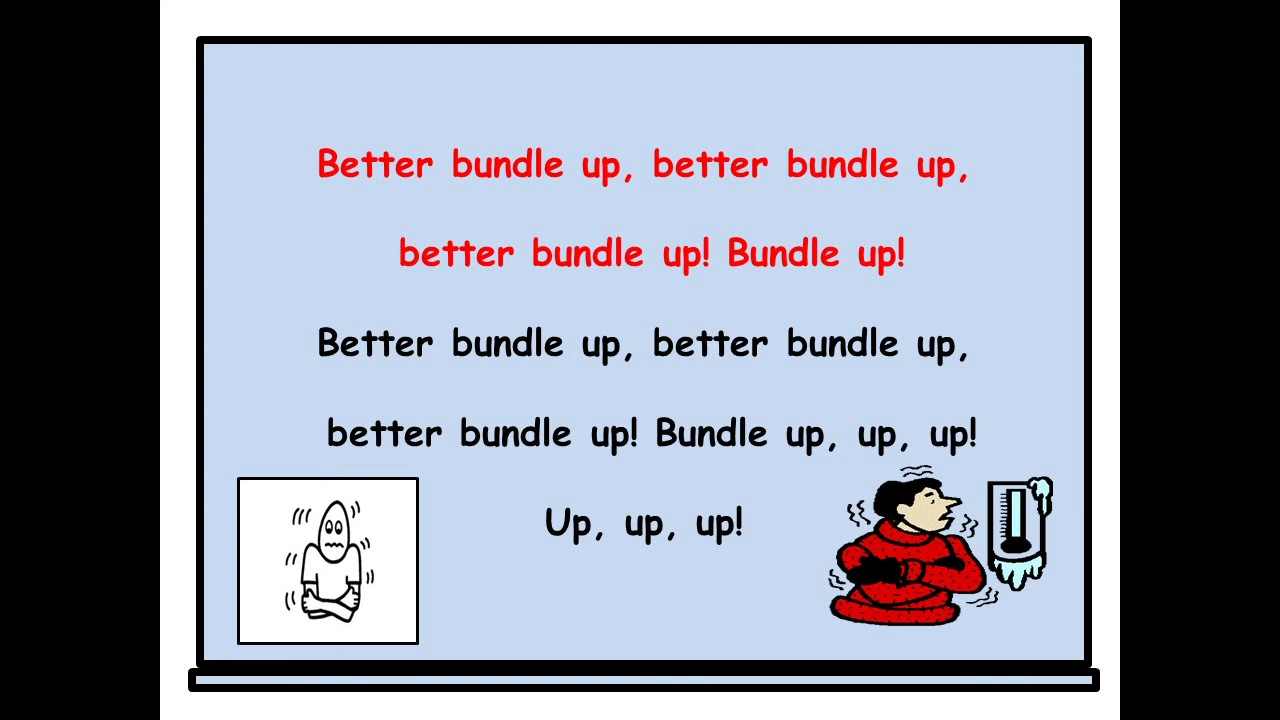 Better bundle up, better bundle up,
better bundle up! Bundle up!
Better bundle up, better bundle up,
better bundle up! Bundle up, up, up!
Up, up, up!